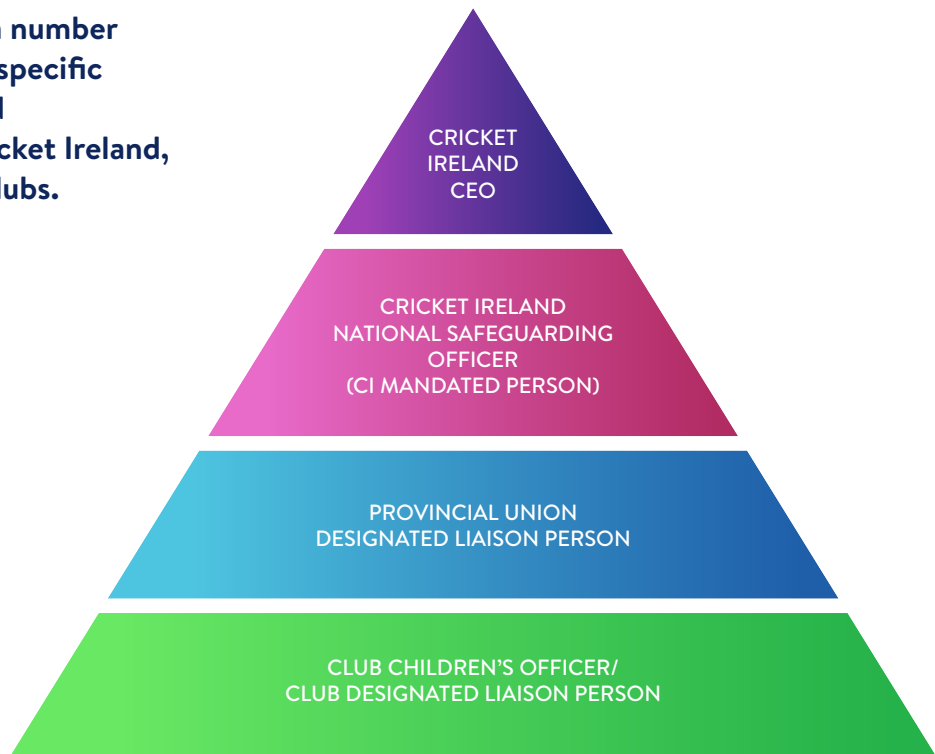 number
specific
cket Ireland,
lubs.
CRICKET
IRELAND
CEO
CRICKET IRELAND
NATIONAL SAFEGUARDING
OFFICER
(CI MANDATED PERSON)
PROVINCIAL UNION
DESIGNATED LIAISON PERSON
CLUB CHILDREN'S OFFICER/
CLUB DESIGNATED LIAISON PERSON